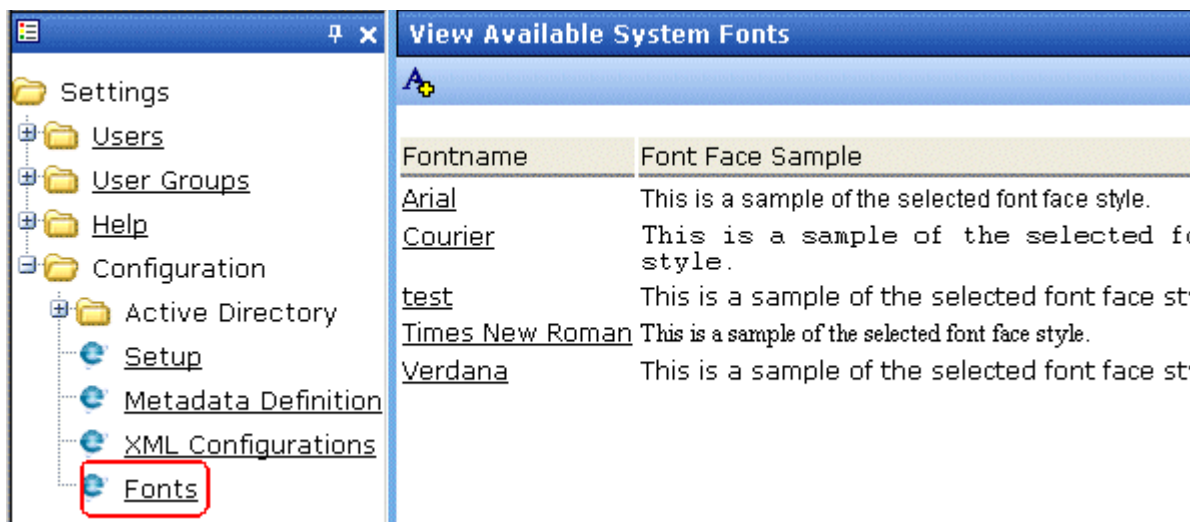 View Available System Fonts
Settings
Users
User Groups
Help
Configuration
Active Directory
Setup
Metadata Definition
XML Configurations
Fonts
Fontname Font Face Sample
Arial This is a sample of the selected font face style.
Courier This is a sample of the selected fo
style.
test This is a sample of the selected font face st
Times New Roman This is a sample of the selected font face style.
Verdana This is a sample of the selected font face st